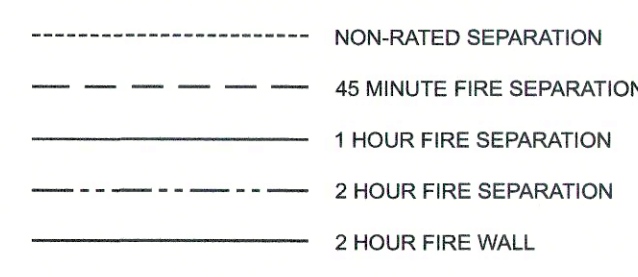 NON-RATED SEPARATION
45 MINUTE FIRE SEPARATION
1 HOUR FIRE SEPARATION
2 HOUR FIRE SEPARATION
2 HOUR FIRE WALL